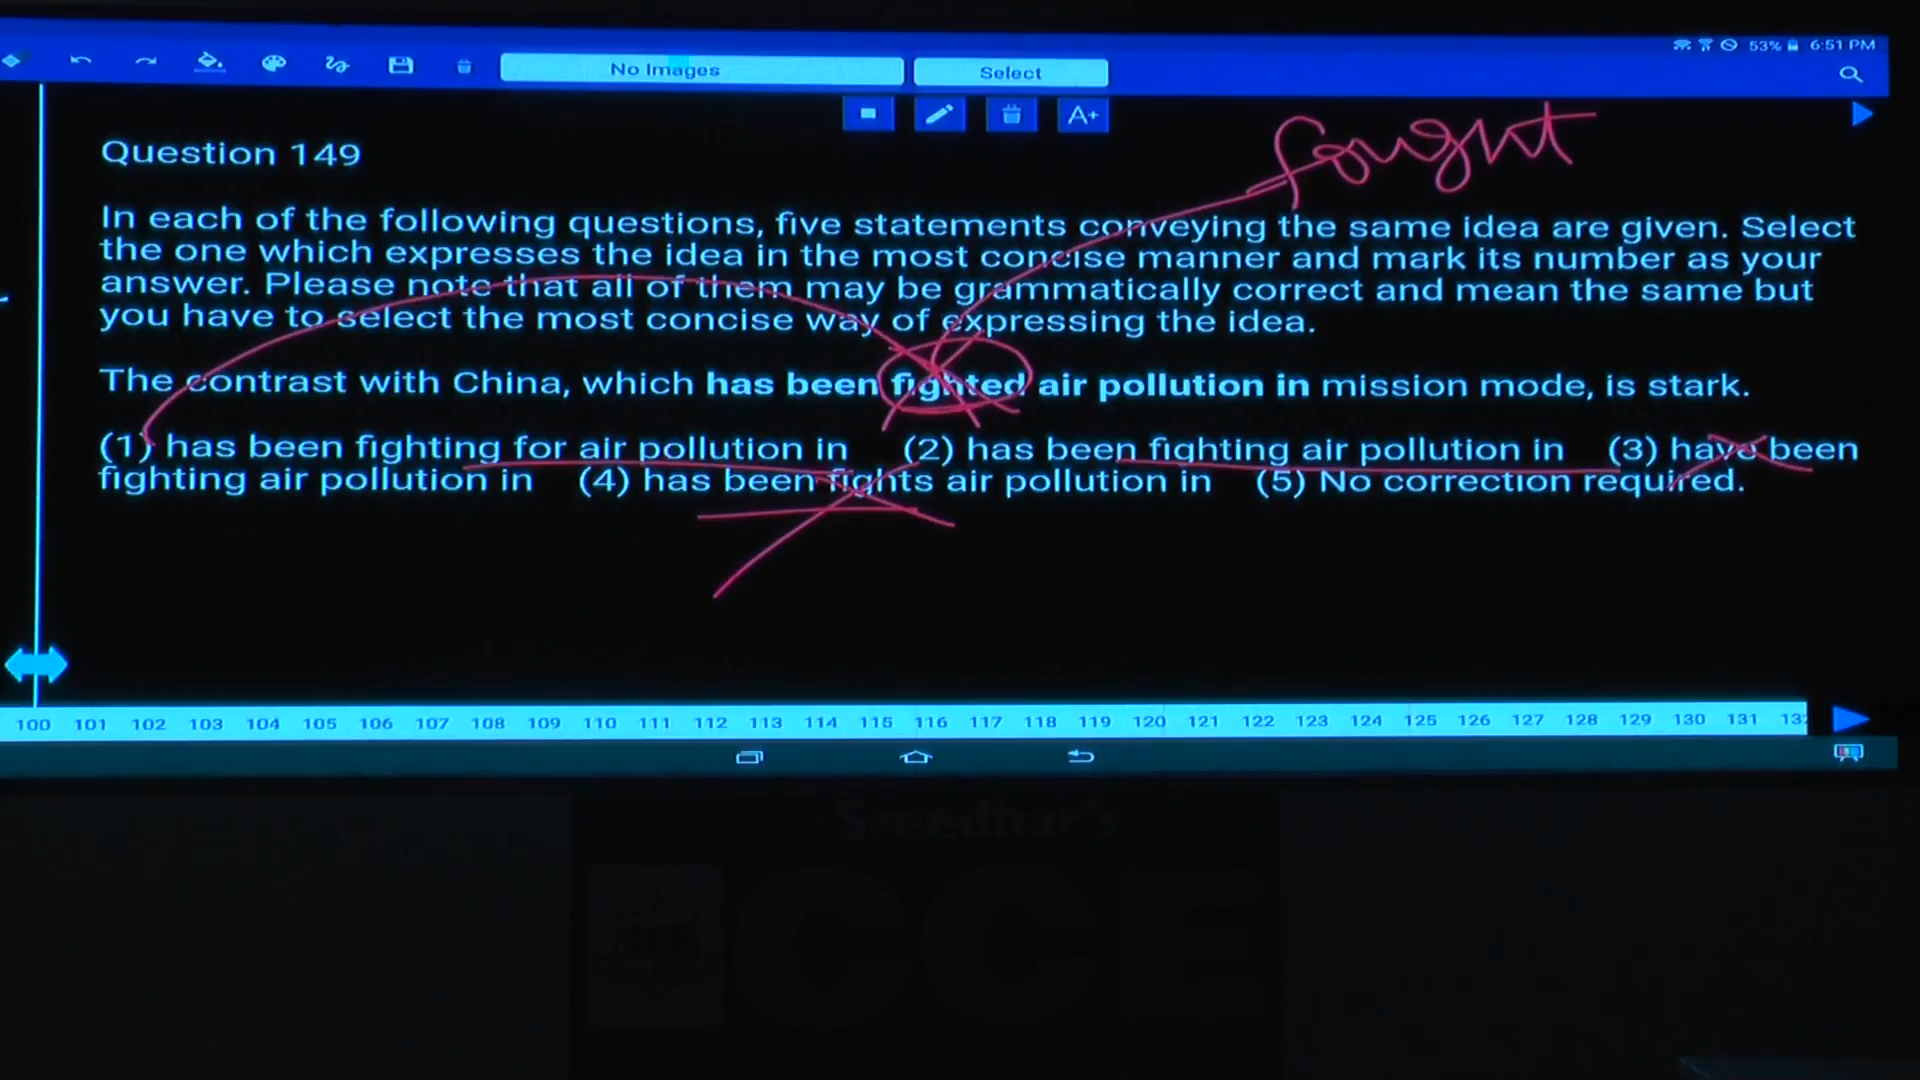 53% 6:51 PM
No Images
Select
A+
fought
Question 149
In each of the following questions, five statements conveying the same idea are given. Select
the one which expresses the idea in the most concise manner and mark its number as your
answer. Please note that all of them may be grammatically correct and mean the same but
you have to select the most concise way of expressing the idea.
The contrast with China, which has been fighted air pollution in mission mode, is stark.
(1) has been fighting for air pollution in (2) has been fighting air pollution in (3) have been
fighting air pollution in (4) has been fights air pollution in (5) No correction required.
100 101 102 103 104 105 106 107 108 109 110 111 112 113 114 115 116 117 118 119 120 121 122 123 124 125 126 127 128 129 130 131 132
Sreedhar's
CCE